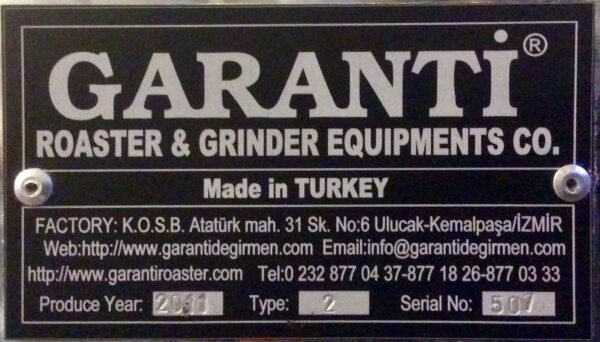 GARANTİ®
ROASTER & GRINDER EQUIPMENTS CO.
Made in TURKEY
FACTORY: K.O.S.B. Atatürk mah. 31 Sk. No:6 Ulucak-Kemalpaşa/İZMİR
Web:http//www.garantidegirmen.com Email:info@garantidegirmen.com
http//www.garantiroaster.com Tel:0 232 877 04 37-877 18 26-877 03 33
Produce Year: 2011 Type: 2 Serial No: 507